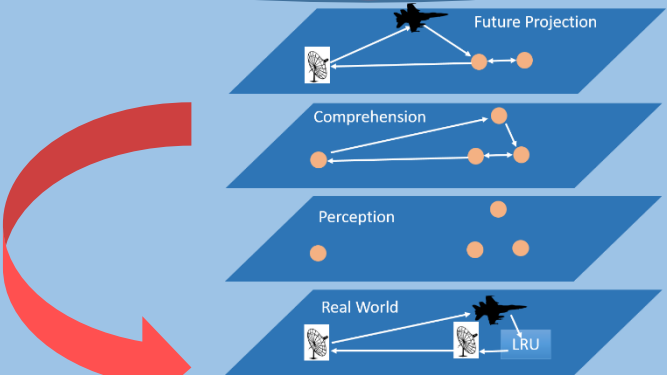 Future Projection
Comprehension
Perception
Real World
LRU